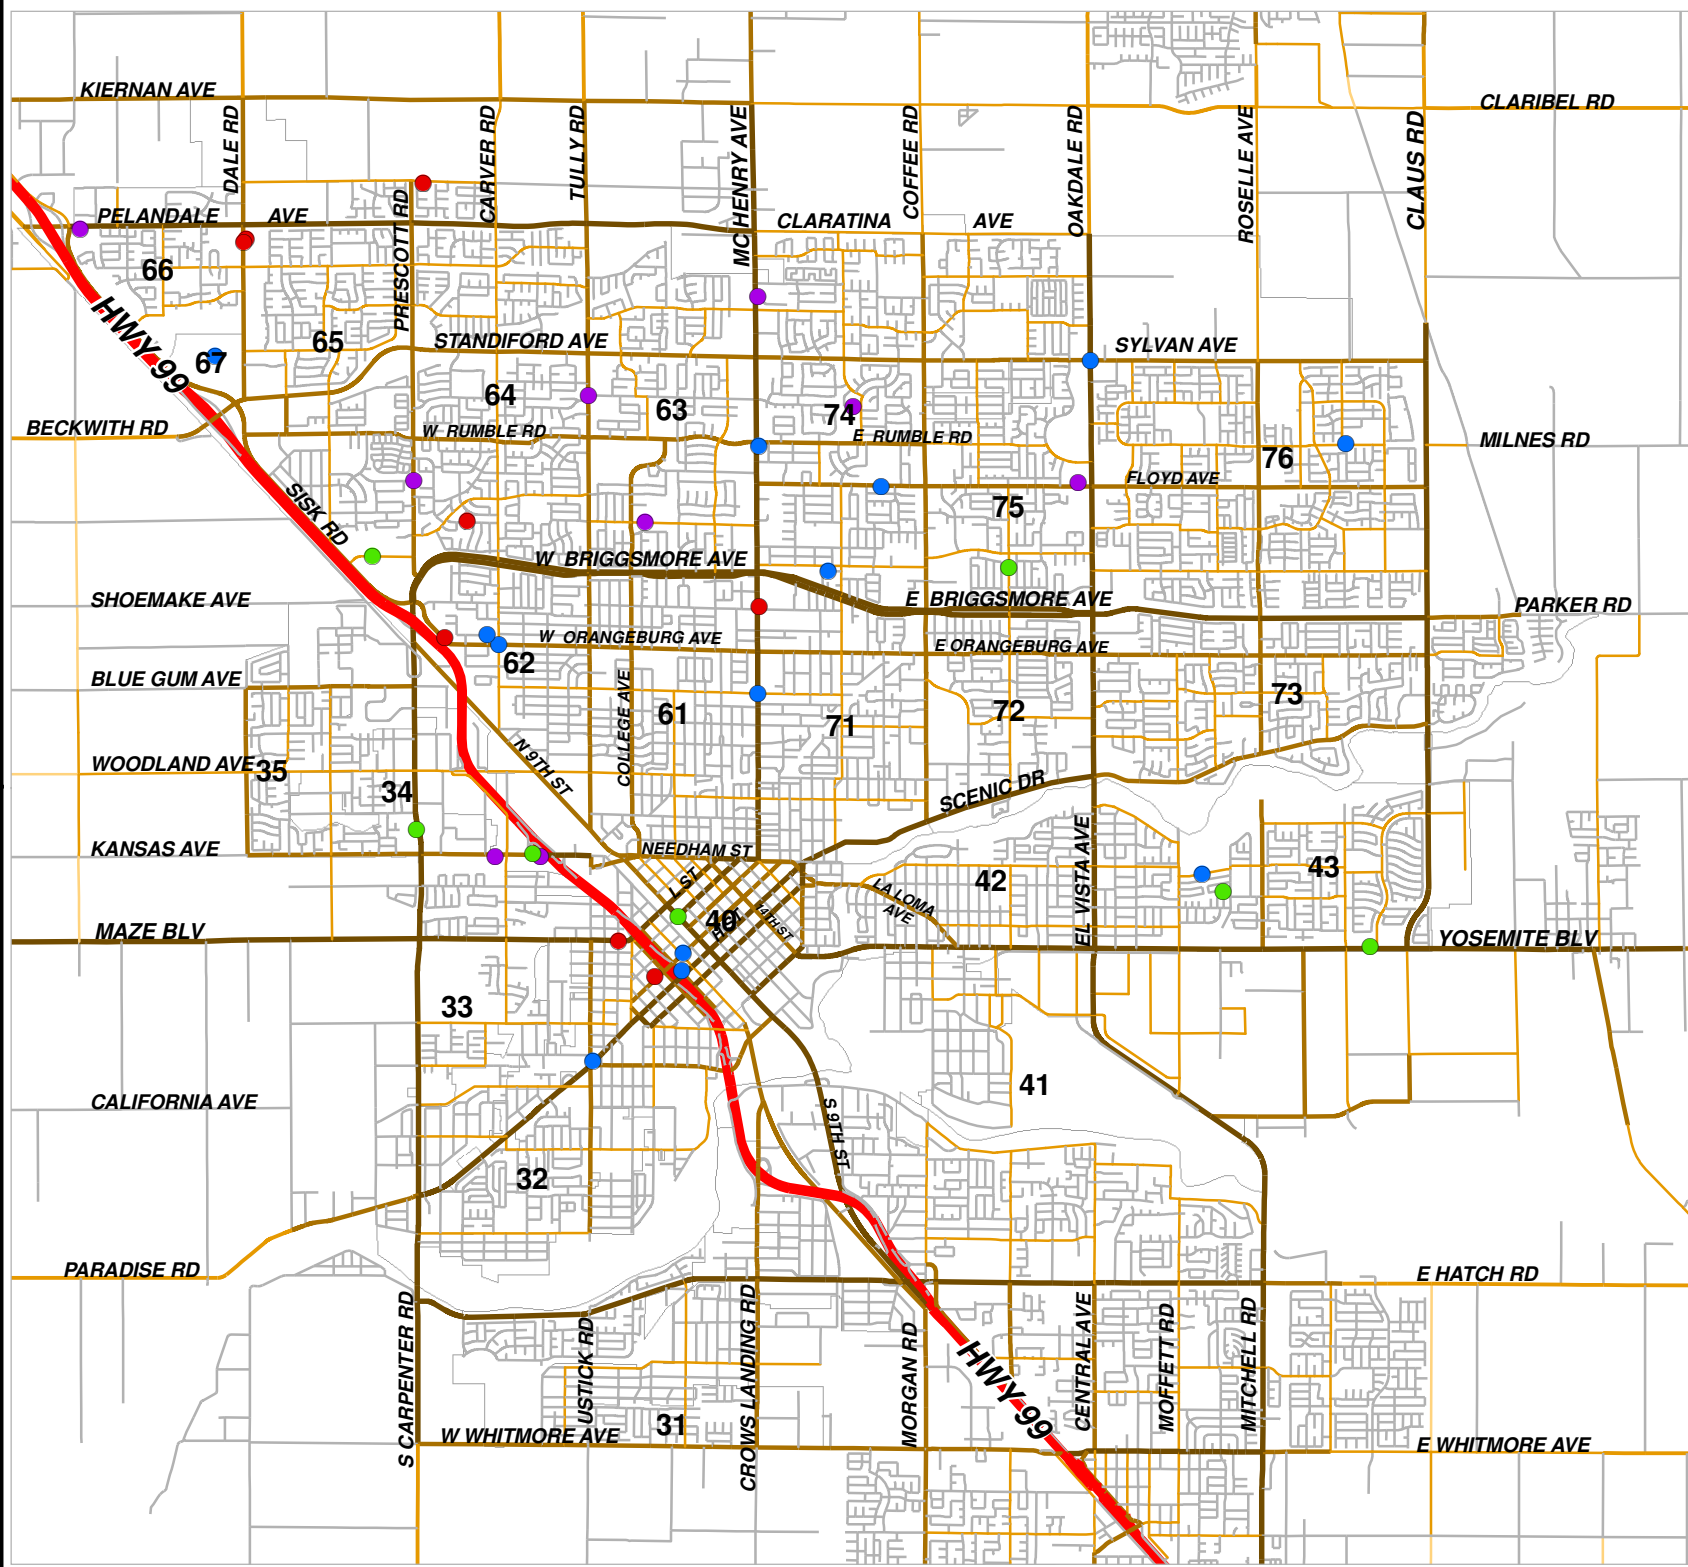 KIERNAN AVE
CLARIBEL RD
DALE RD
CARVER RD
TULLY RD
MCHENRY AVE
COFFEE RD
OAKDALE RD
ROSELLE AVE
CLAUS RD
PELANDALE AVE
PRESCOTT RD
CLARATINA AVE
66
HWY 99
65
STANDIFORD AVE
SYLVAN AVE
67
64
63
74
BECKWITH RD
W RUMBLE RD
E RUMBLE RD
MILNES RD
76
FLOYD AVE
SISK RD
75
W BRIGGSMORE AVE
SHOEMAKE AVE
E BRIGGSMORE AVE
PARKER RD
W ORANGEBURG AVE
E ORANGEBURG AVE
62
BLUE GUM AVE
COLLEGE AVE
61
71
72
73
N 9TH ST
WOODLAND AVE
35
34
SCENIC DR
KANSAS AVE
NEEDHAM ST
EL VISTA AVE
L ST
42
43
LA LOMA
AVE
40
14TH ST
MAZE BLV
YOSEMITE BLV
33
41
CALIFORNIA AVE
S 9TH ST
32
PARADISE RD
E HATCH RD
S CARPENTER RD
USTICK RD
CROWS LANDING RD
MORGAN RD
HWY 99
CENTRAL AVE
MOFFETT RD
MITCHELL RD
31
W WHITMORE AVE
E WHITMORE AVE